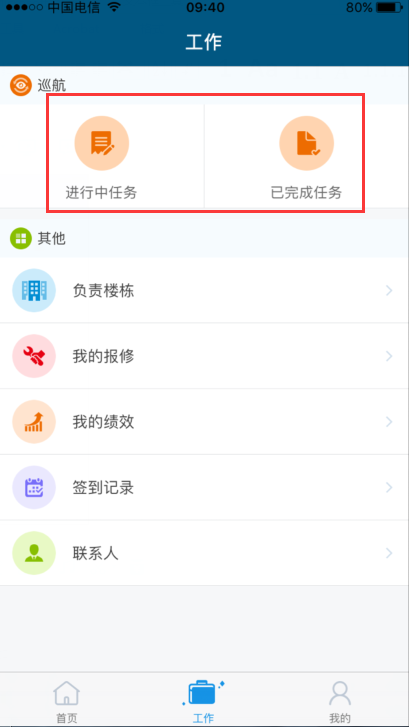 中国电信 09:40 80%
工作
巡航
进行中任务 已完成任务
其他
负责楼栋
我的报修
我的绩效
签到记录
联系人
首页 工作 我的